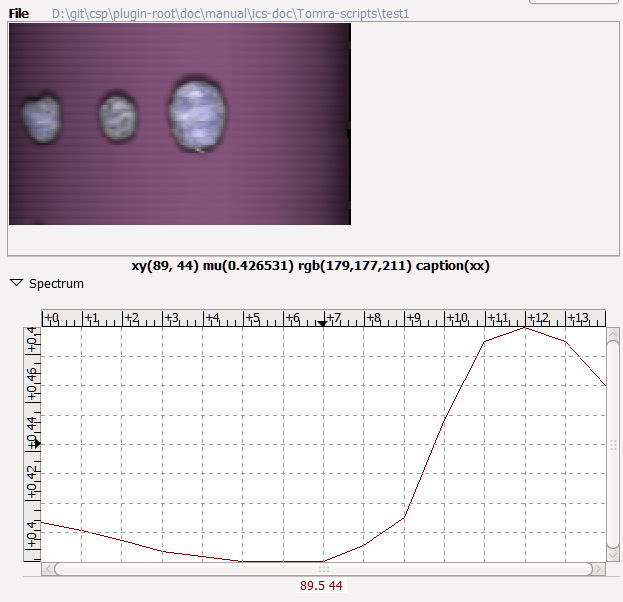 File D:\git\csp\plugin-root\doc\manual\ics-doc\Tomra-scripts\test1
xy(89, 44) mu(0.426531) rgb(179,177,211) caption(xx)
Spectrum
+0 +1 +2 +3 +4 +5 +6 +7 +8 +9 +10 +11 +12 +13
+0.4
+0.46
+0.44
+0.42
+0.4
89.5 44